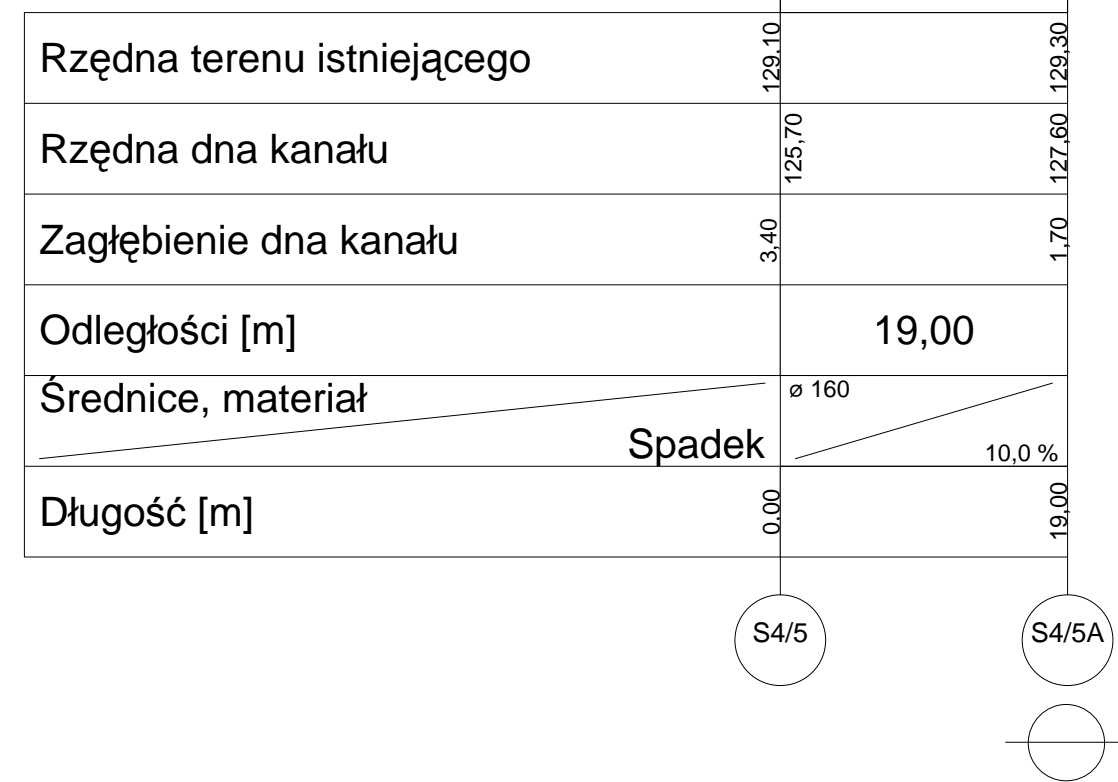 Rzędna terenu istniejącego 129.10 129,30
Rzędna dna kanału 125,70 127,60
Zagłębienie dna kanału 3,40 1,70
Odległości [m] 19,00
Średnice, materiał ø 160
Spadek 10,0 %
Długość [m] 0.00 19,00
S4/5 S4/5A